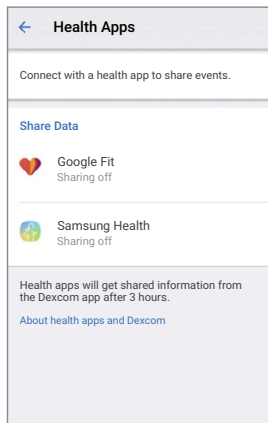 Health Apps
Connect with a health app to share events.
Share Data
Google Fit
Sharing off
Samsung Health
Sharing off
Health apps will get shared information from
the Dexcom app after 3 hours.
About health apps and Dexcom